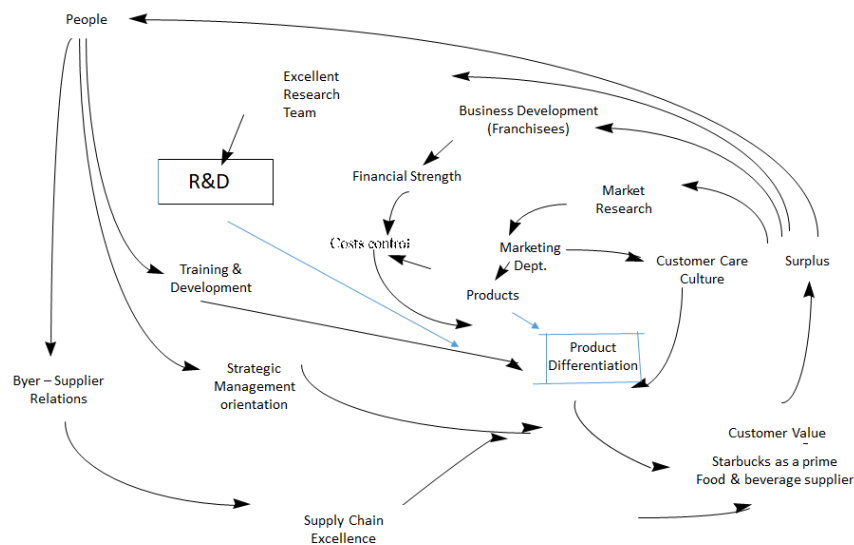 People
Excellent
Research
Team
Business Development
(Franchisees)
R&D
Financial Strength
Market
Research
Costs control
Marketing
Dept.
Customer Care
Culture
Surplus
Training &
Development
Products
Product
Differentiation
Byer – Supplier
Relations
Strategic
Management
orientation
Customer Value
-
Starbucks as a prime
Food & beverage supplier
Supply Chain
Excellence